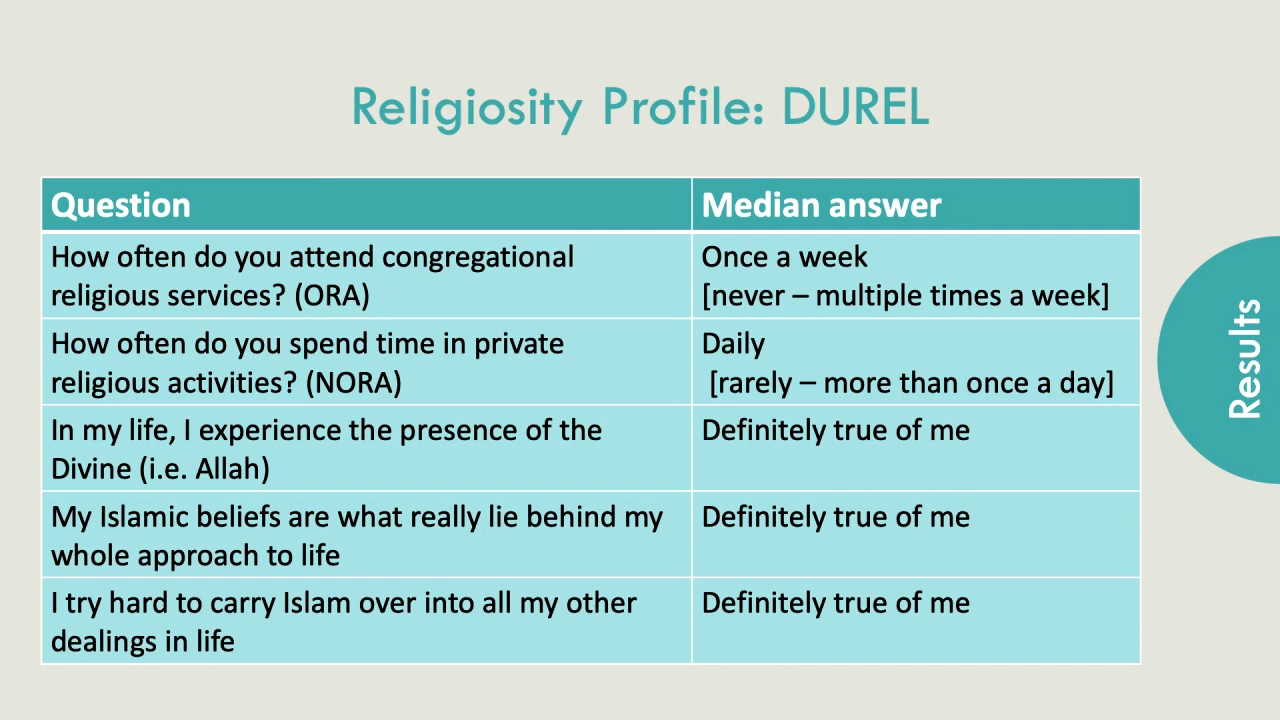 Religiosity Profile: DUREL
Question
Median answer
How often do you attend congregational
religious services? (ORA)
Once a week
[never – multiple times a week]
How often do you spend time in private
religious activities? (NORA)
Daily
[rarely – more than once a day]
In my life, I experience the presence of the
Divine (i.e. Allah)
Definitely true of me
My Islamic beliefs are what really lie behind my
whole approach to life
Definitely true of me
I try hard to carry Islam over into all my other
dealings in life
Definitely true of me
Results